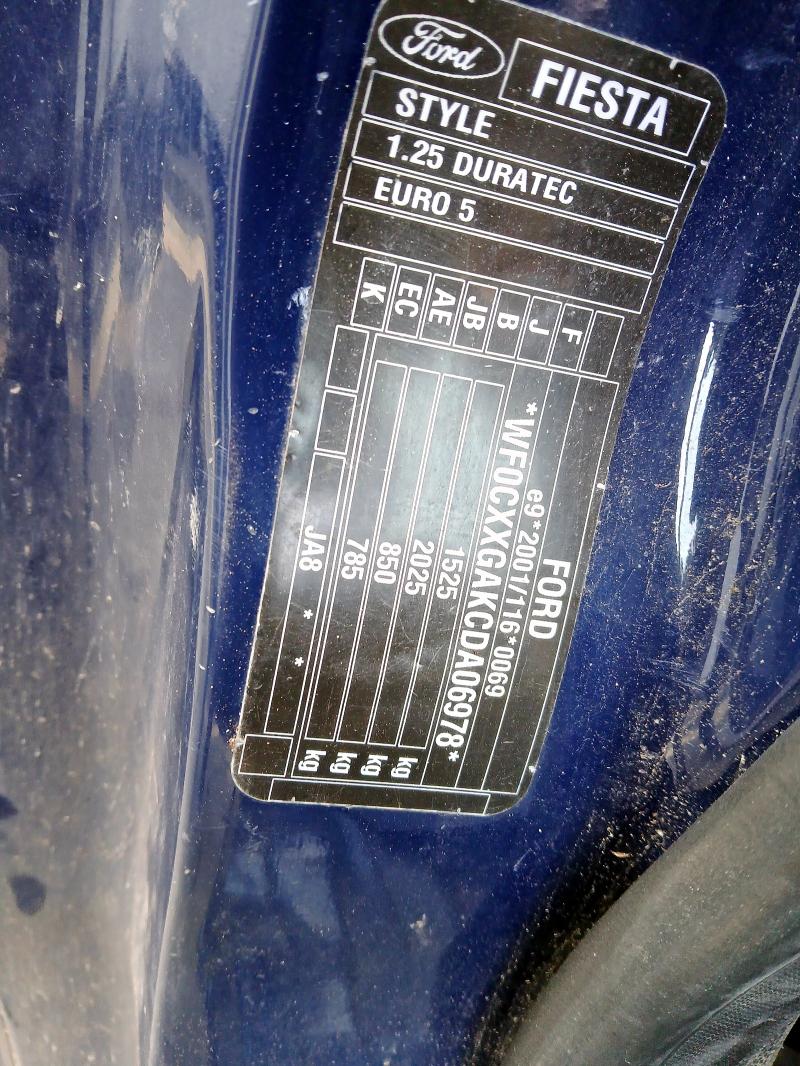 Ford
FIESTA
STYLE
1.25 DURATEC
EURO 5
F
J
B
JB
AE
EC
K
FORD
e9*2001/116*0069
*WF0CXXGAKCDA06978*
1525 kg
2025 kg
850 kg
785 kg
JA8 * *